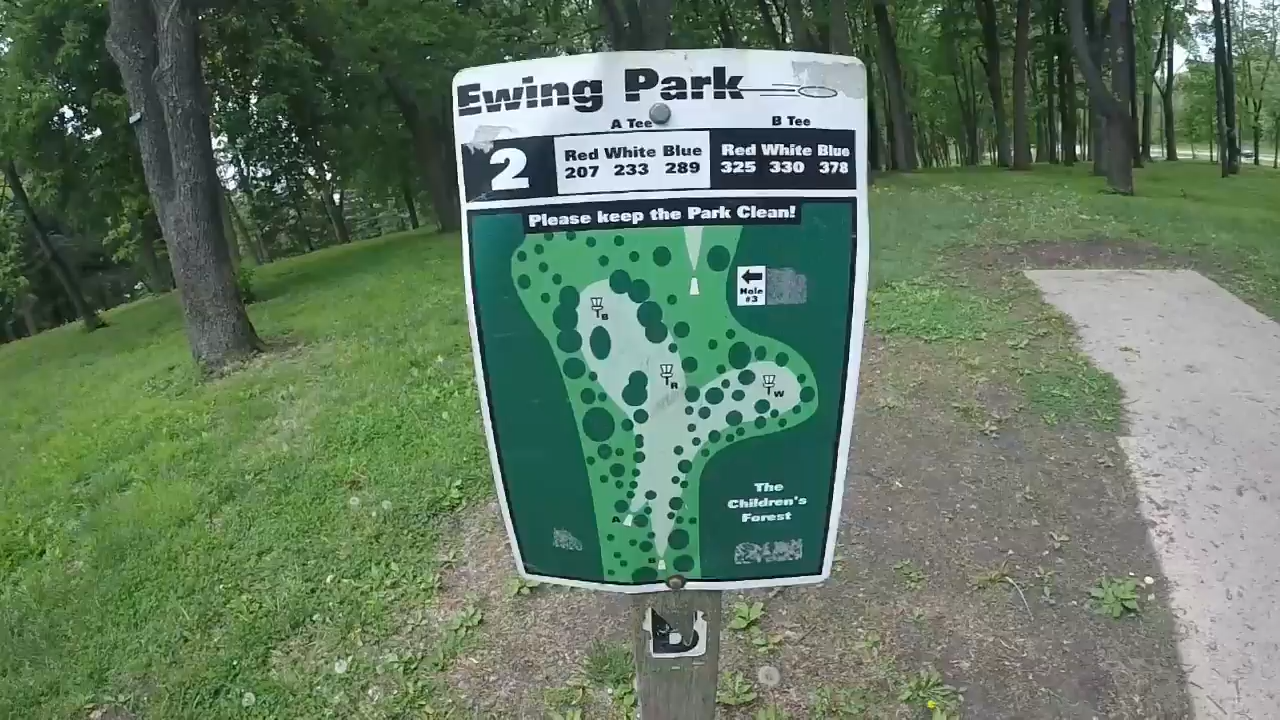 Ewing Park
A Tee B Tee
2
Red White Blue Red White Blue
207 233 289 325 330 378
Please keep the Park Clean!
Hole
#3
B
R
W
The
Children's
Forest
A
B